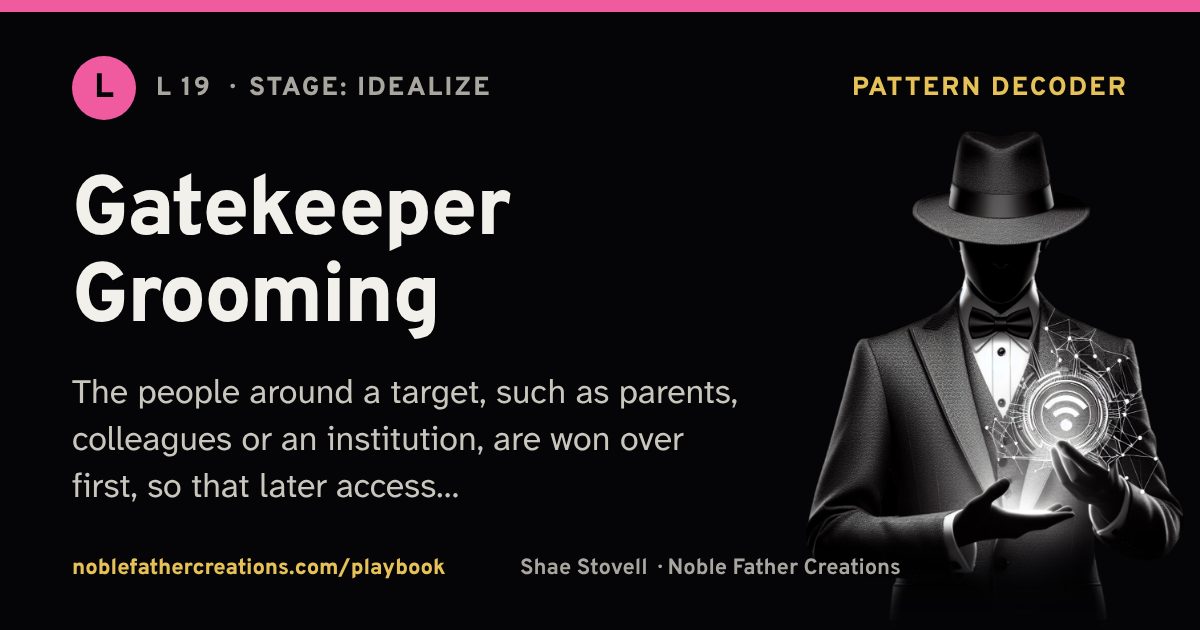 L
L 19 · STAGE: IDEALIZE
PATTERN DECODER
Gatekeeper
Grooming
The people around a target, such as parents,
colleagues or an institution, are won over
first, so that later access...
noblefathercreations.com/playbook
Shae Stovell · Noble Father Creations